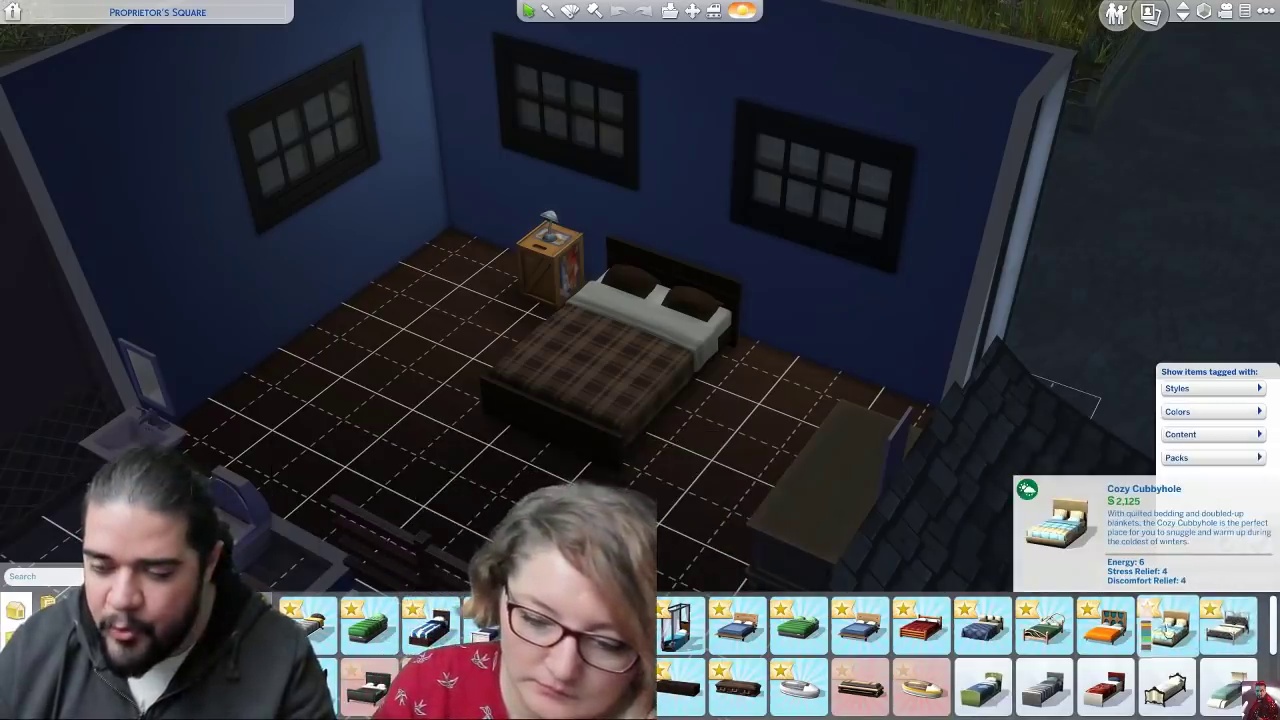 PROPRIETOR'S SQUARE
Show items tagged with:
Styles
Colors
Content
Packs
Cozy Cubbyhole
§2,125
With quilted bedding and doubled-up
blankets, the Cozy Cubbyhole is the perfect
place for you to snuggle and warm up during
the coldest of winters.
Energy: 6
Stress Relief: 4
Discomfort Relief: 4
Search